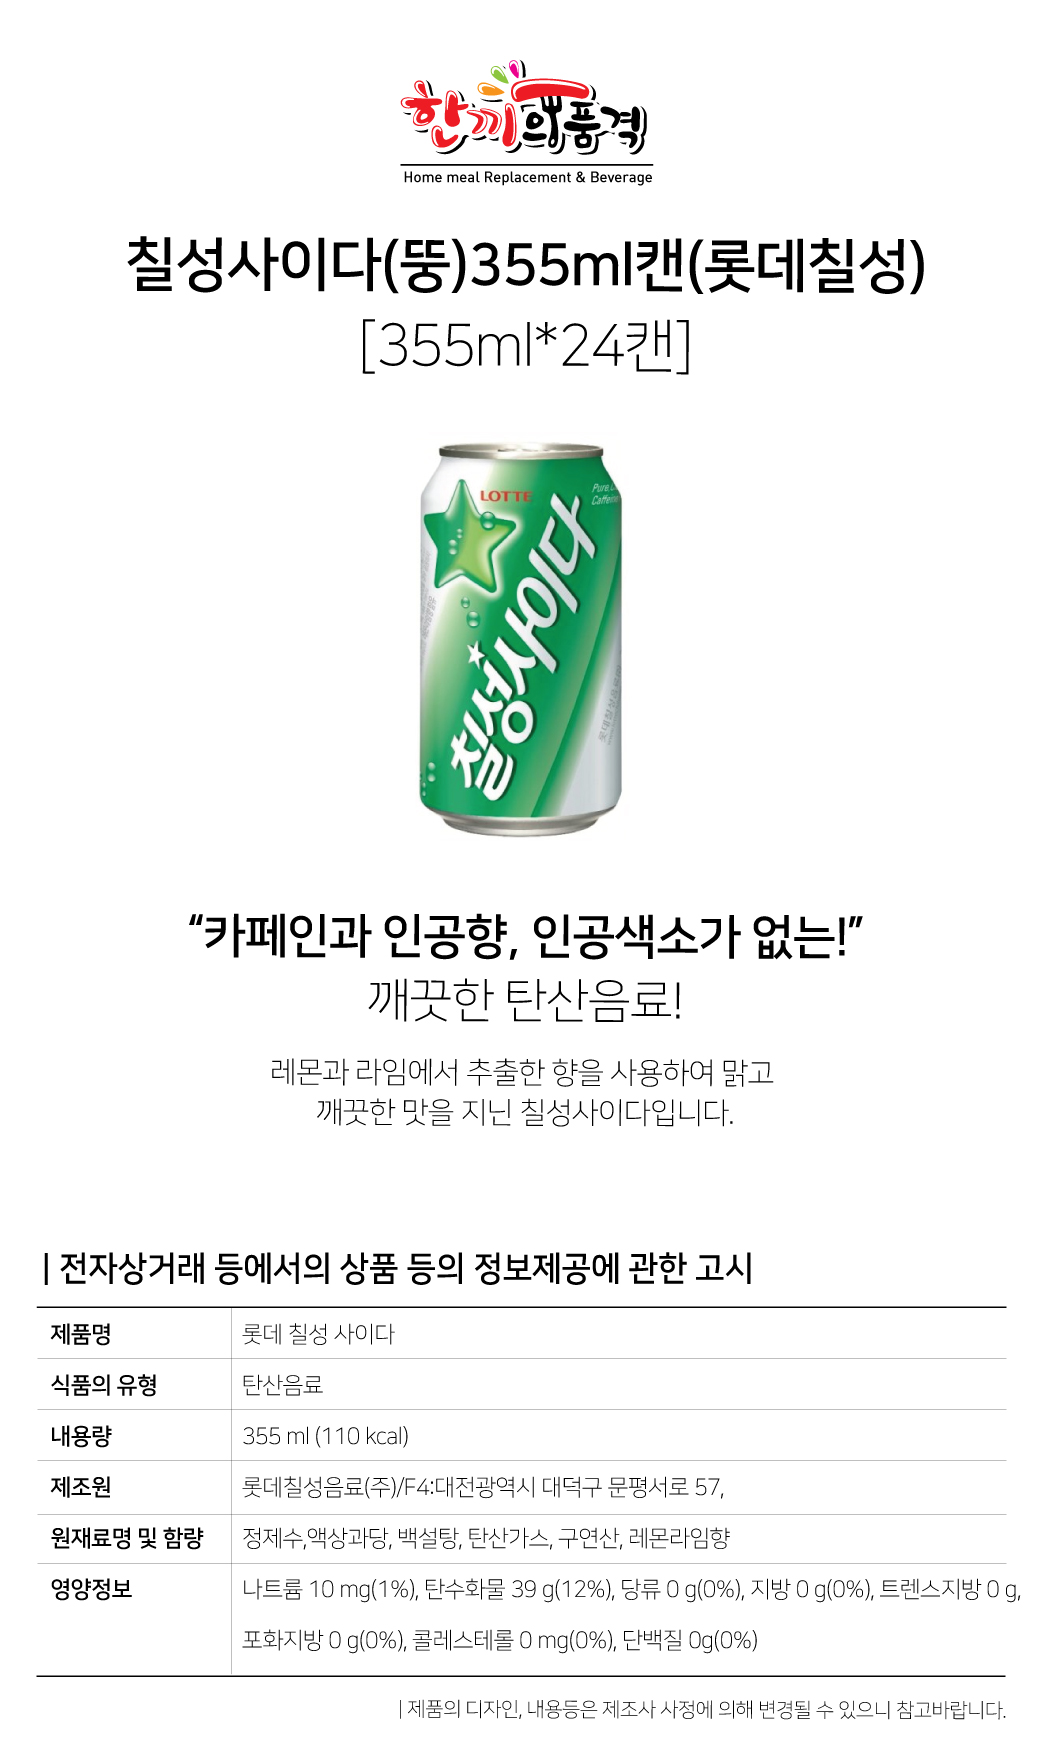 한끼의품격
Home meal Replacement & Beverage
칠성사이다(뚱)355ml캔(롯데칠성)
[355ml*24캔]
LOTTE
칠성사이다
“카페인과 인공향, 인공색소가 없는!”
깨끗한 탄산음료!
레몬과 라임에서 추출한 향을 사용하여 맑고
깨끗한 맛을 지닌 칠성사이다입니다.
| 전자상거래 등에서의 상품 등의 정보제공에 관한 고시
제품명 롯데 칠성 사이다
식품의 유형 탄산음료
내용량 355 ml (110 kcal)
제조원 롯데칠성음료(주)/F4:대전광역시 대덕구 문평서로 57,
원재료명 및 함량 정제수,액상과당, 백설탕, 탄산가스, 구연산, 레몬라임향
영양정보 나트륨 10 mg(1%), 탄수화물 39 g(12%), 당류 0 g(0%), 지방 0 g(0%), 트렌스지방 0 g,
포화지방 0 g(0%), 콜레스테롤 0 mg(0%), 단백질 0g(0%)
| 제품의 디자인, 내용등은 제조사 사정에 의해 변경될 수 있으니 참고바랍니다.